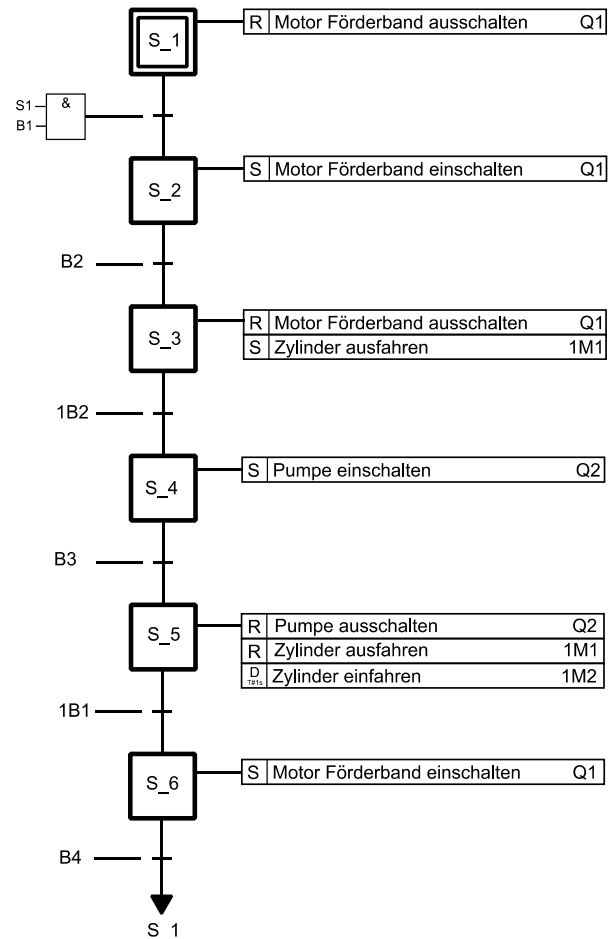 S_1
R Motor Förderband ausschalten Q1
S1
&
B1
S_2
S Motor Förderband einschalten Q1
B2
S_3
R Motor Förderband ausschalten Q1
S Zylinder ausfahren 1M1
1B2
S_4
S Pumpe einschalten Q2
B3
S_5
R Pumpe ausschalten Q2
R Zylinder ausfahren 1M1
D T#1s Zylinder einfahren 1M2
1B1
S_6
S Motor Förderband einschalten Q1
B4
S_1